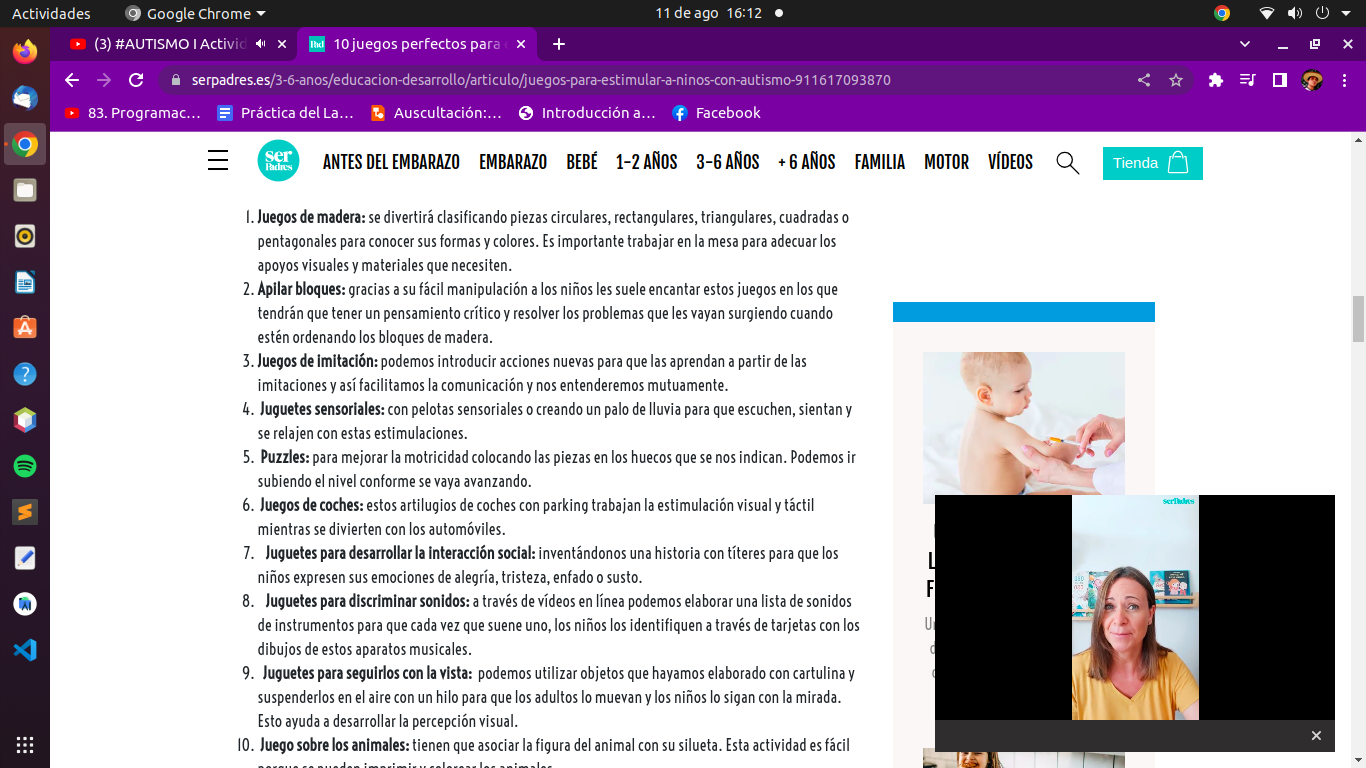 Actividades
Google Chrome
11 de ago 16:12
(3) #AUTISMO I Activid
10 juegos perfectos para
serpadres.es/3-6-anos/educacion-desarrollo/articulo/juegos-para-estimular-a-ninos-con-autismo-911617093870
83. Programac…
Práctica del La…
Auscultación:…
Introducción a…
Facebook
ser Padres
ANTES DEL EMBARAZO
EMBARAZO
BEBÉ
1-2 AÑOS
3-6 AÑOS
+ 6 AÑOS
FAMILIA
MOTOR
VÍDEOS
Tienda
1. Juegos de madera: se divertirá clasificando piezas circulares, rectangulares, triangulares, cuadradas o
pentagonales para conocer sus formas y colores. Es importante trabajar en la mesa para adecuar los
apoyos visuales y materiales que necesiten.
2. Apilar bloques: gracias a su fácil manipulación a los niños les suele encantar estos juegos en los que
tendrán que tener un pensamiento crítico y resolver los problemas que les vayan surgiendo cuando
estén ordenando los bloques de madera.
3. Juegos de imitación: podemos introducir acciones nuevas para que las aprendan a partir de las
imitaciones y así facilitamos la comunicación y nos entenderemos mutuamente.
4. Juguetes sensoriales: con pelotas sensoriales o creando un palo de lluvia para que escuchen, sientan y
se relajen con estas estimulaciones.
5. Puzzles: para mejorar la motricidad colocando las piezas en los huecos que se nos indican. Podemos ir
subiendo el nivel conforme se vaya avanzando.
6. Juegos de coches: estos artilugios de coches con parking trabajan la estimulación visual y táctil
mientras se divierten con los automóviles.
7. Juguetes para desarrollar la interacción social: inventándonos una historia con títeres para que los
niños expresen sus emociones de alegría, tristeza, enfado o susto.
8. Juguetes para discriminar sonidos: a través de vídeos en línea podemos elaborar una lista de sonidos
de instrumentos para que cada vez que suene uno, los niños los identifiquen a través de tarjetas con los
dibujos de estos aparatos musicales.
9. Juguetes para seguirlos con la vista: podemos utilizar objetos que hayamos elaborado con cartulina y
suspenderlos en el aire con un hilo para que los adultos lo muevan y los niños lo sigan con la mirada.
Esto ayuda a desarrollar la percepción visual.
10. Juego sobre los animales: tienen que asociar la figura del animal con su silueta. Esta actividad es fácil
porque se pueden imprimir y colorear los animales.
ser Padres